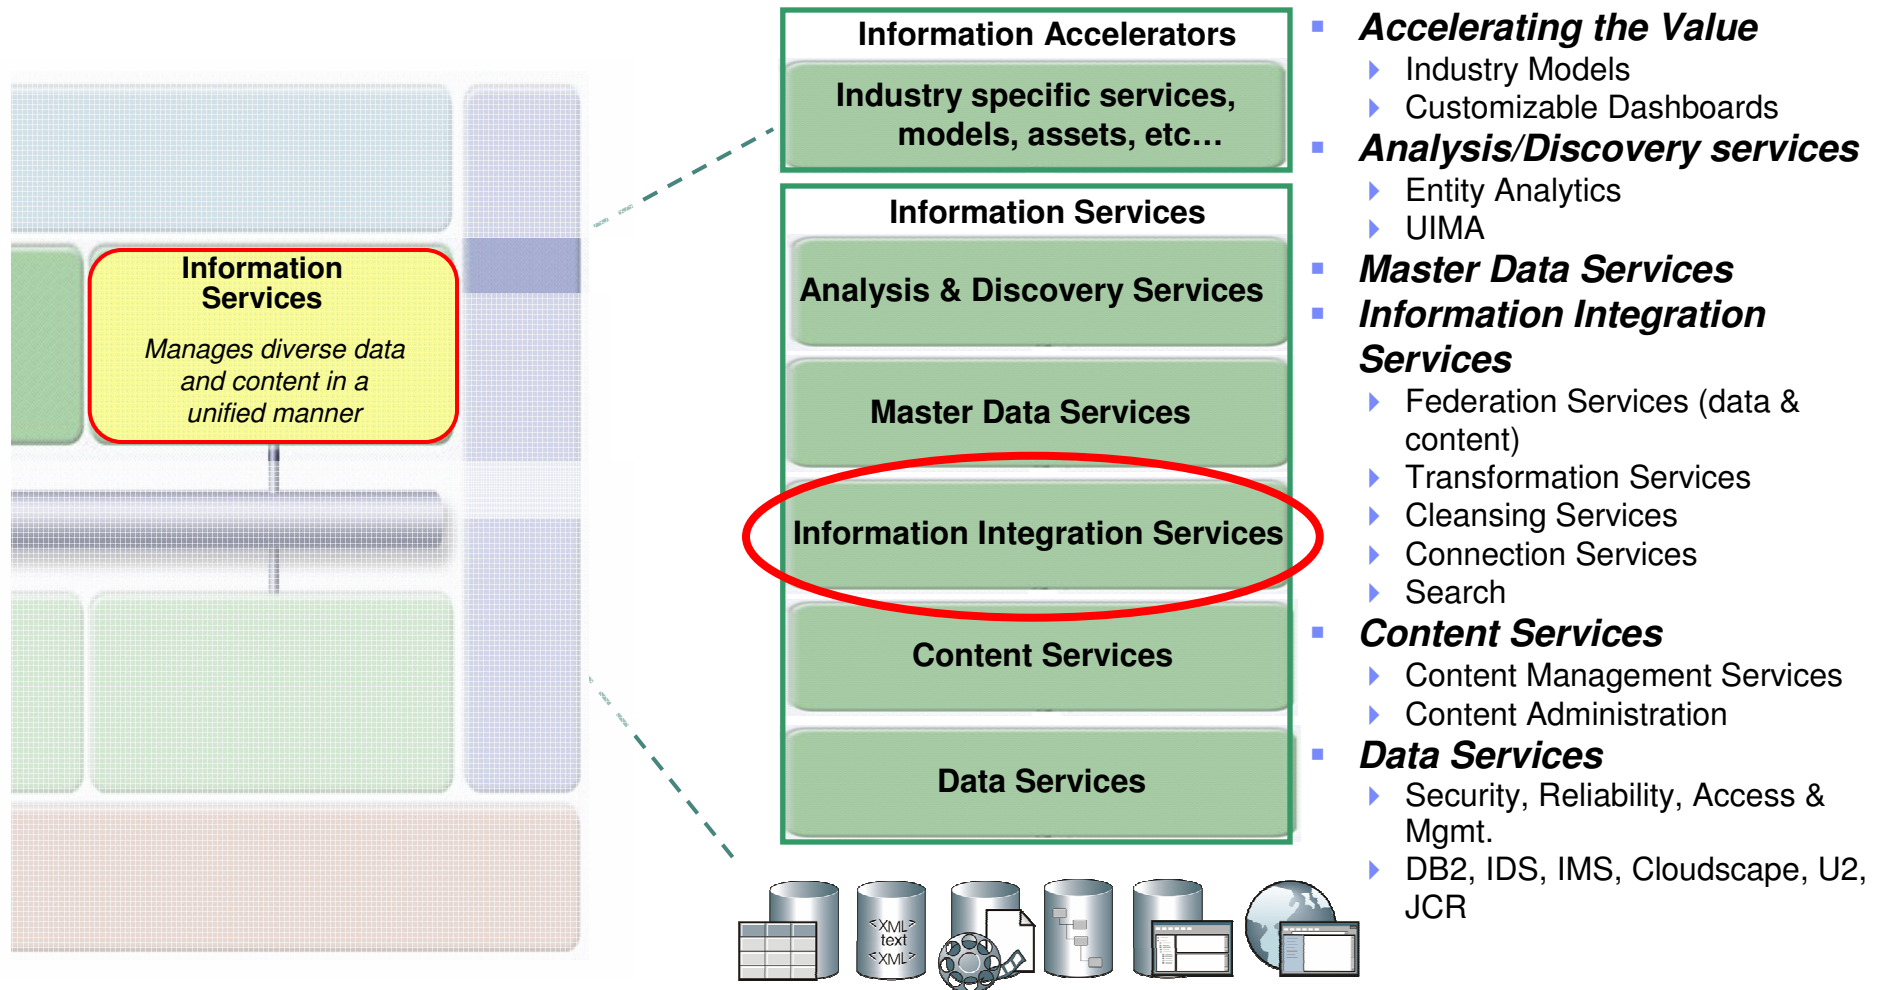 Information
Services
Manages diverse data
and content in a
unified manner
Information Accelerators
Industry specific services,
models, assets, etc…
Information Services
Analysis & Discovery Services
Master Data Services
Information Integration Services
Content Services
Data Services
<XML>
text
<XML>
Accelerating the Value
Industry Models
Customizable Dashboards
Analysis/Discovery services
Entity Analytics
UIMA
Master Data Services
Information Integration
Services
Federation Services (data &
content)
Transformation Services
Cleansing Services
Connection Services
Search
Content Services
Content Management Services
Content Administration
Data Services
Security, Reliability, Access &
Mgmt.
DB2, IDS, IMS, Cloudscape, U2,
JCR